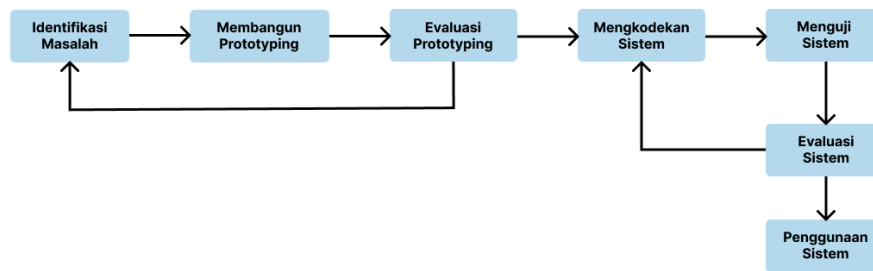 Identifikasi
Masalah
Membangun
Prototyping
Evaluasi
Prototyping
Mengkodekan
Sistem
Menguji
Sistem
Evaluasi
Sistem
Penggunaan
Sistem